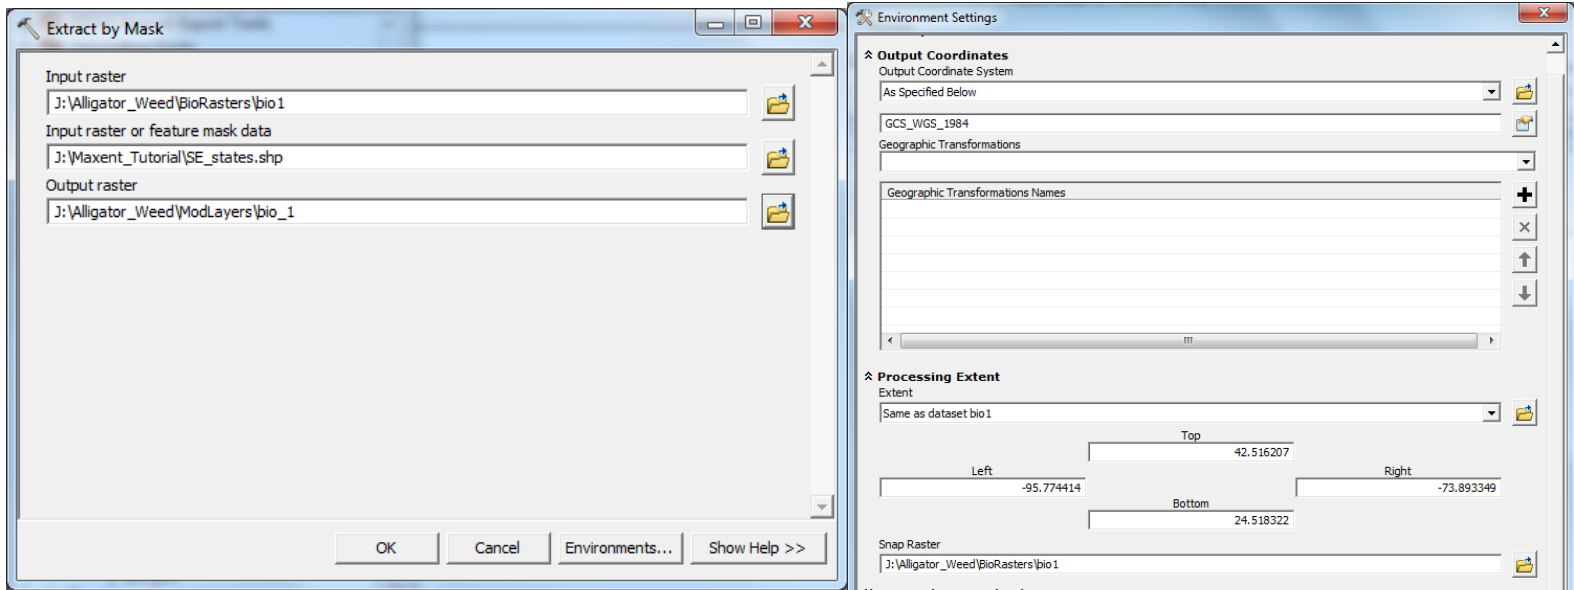 Extract by Mask
Input raster
J:\Alligator_Weed\BioRasters\bio1
Input raster or feature mask data
J:\Maxent_Tutorial\SE_states.shp
Output raster
J:\Alligator_Weed\ModLayers\bio_1
OK
Cancel
Environments...
Show Help >>
Environment Settings
Output Coordinates
Output Coordinate System
As Specified Below
GCS_WGS_1984
Geographic Transformations
Geographic Transformations Names
Processing Extent
Extent
Same as dataset bio1
Top
42.516207
Left
Right
-95.774414
-73.893349
Bottom
24.518322
Snap Raster
J:\Alligator_Weed\BioRasters\bio1